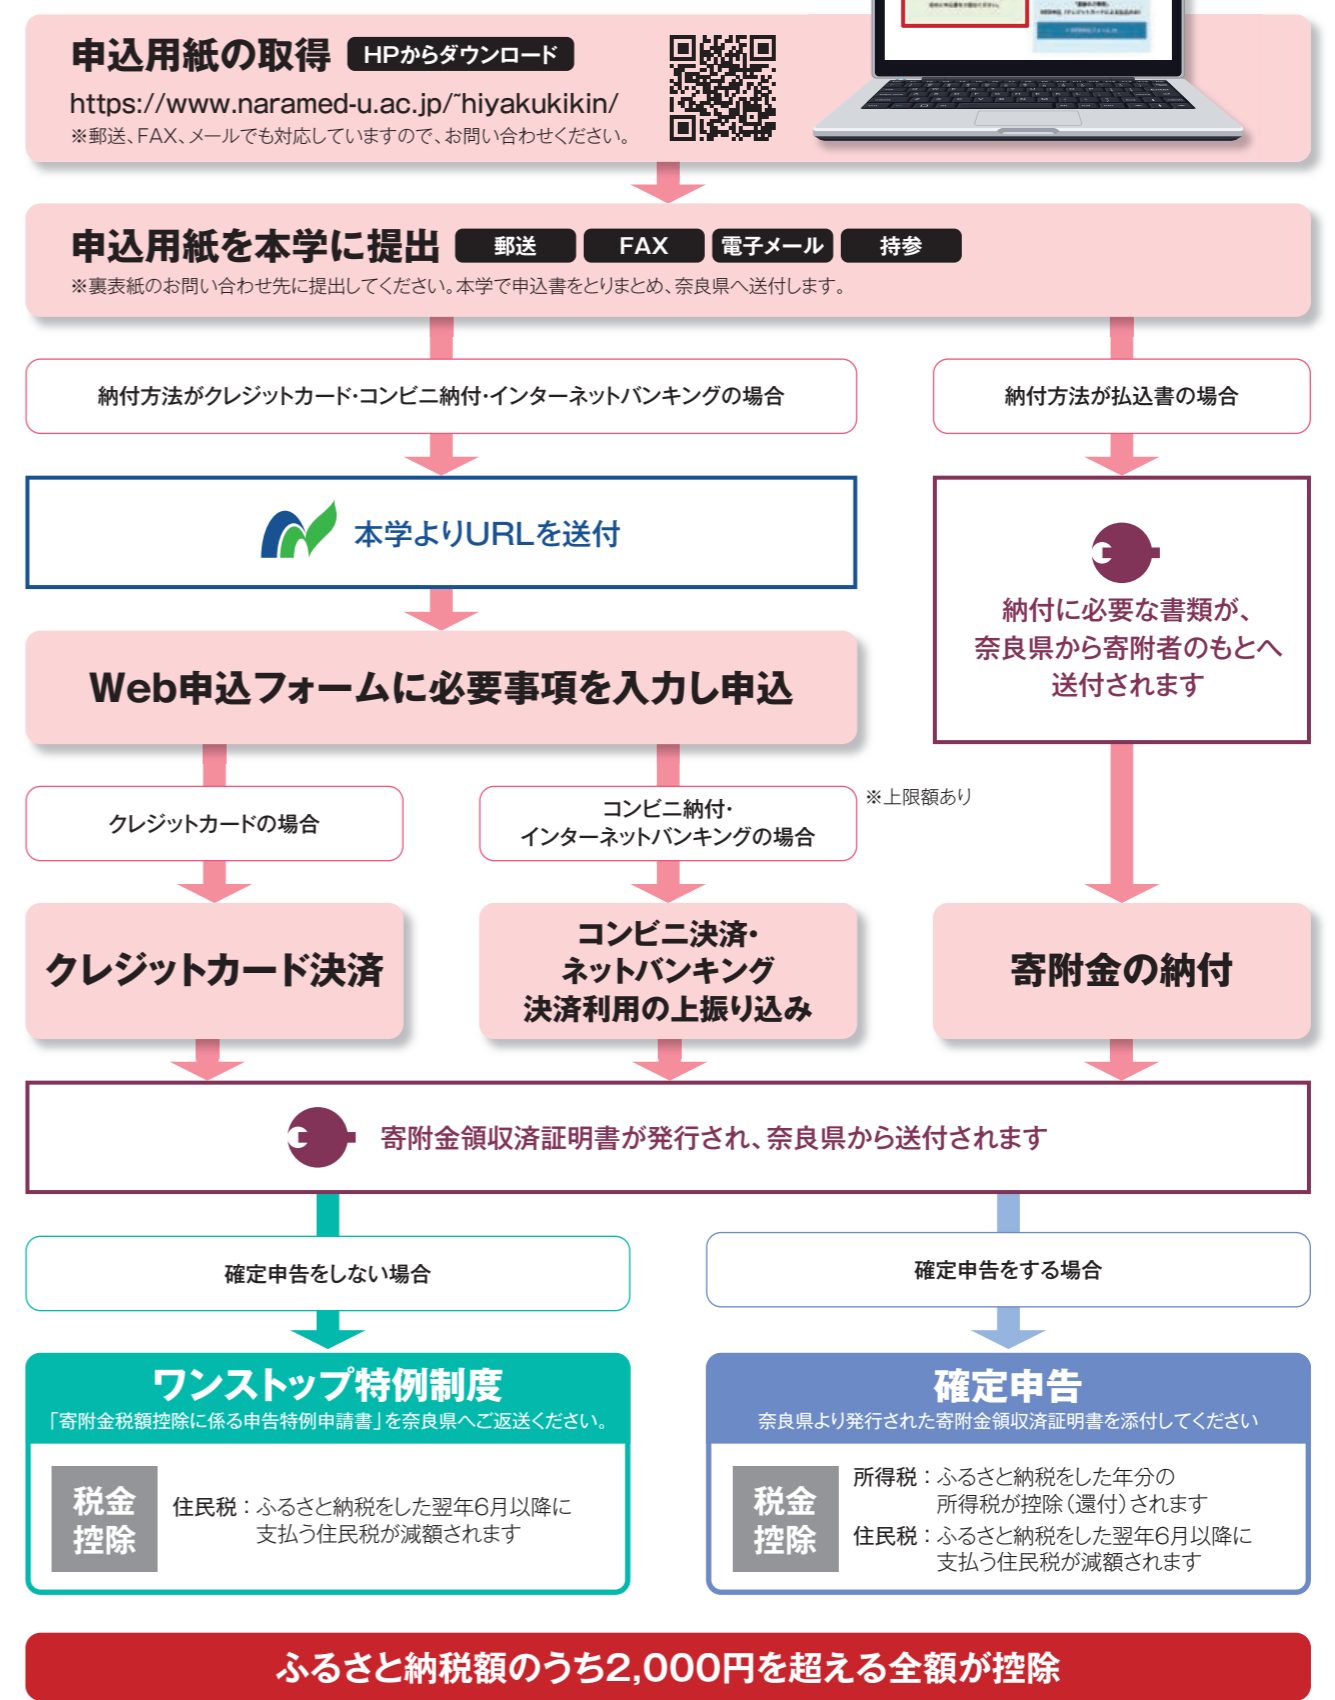 申込用紙の取得 HPからダウンロード
https://www.naramed-u.ac.jp/~hiyakukikin/
※郵送、FAX、メールでも対応していますので、お問い合わせください。
申込用紙を本学に提出 郵送 FAX 電子メール 持参
※裏表紙のお問い合わせ先に提出してください。本学で申込書をとりまとめ、奈良県へ送付します。
納付方法がクレジットカード・コンビニ納付・インターネットバンキングの場合
納付方法が払込書の場合
本学よりURLを送付
納付に必要な書類が、
奈良県から寄附者のもとへ
送付されます
Web申込フォームに必要事項を入力し申込
クレジットカードの場合
コンビニ納付・
インターネットバンキングの場合
※上限額あり
クレジットカード決済
コンビニ決済・
ネットバンキング
決済利用の上振り込み
寄附金の納付
寄附金領収済証明書が発行され、奈良県から送付されます
確定申告をしない場合
確定申告をする場合
ワンストップ特例制度
「寄附金税額控除に係る申告特例申請書」を奈良県へご返送ください。
税金
控除
住民税：ふるさと納税をした翌年6月以降に
支払う住民税が減額されます
確定申告
奈良県より発行された寄附金領収済証明書を添付してください
税金
控除
所得税：ふるさと納税をした年分の
所得税が控除（還付）されます
住民税：ふるさと納税をした翌年6月以降に
支払う住民税が減額されます
ふるさと納税額のうち2,000円を超える全額が控除